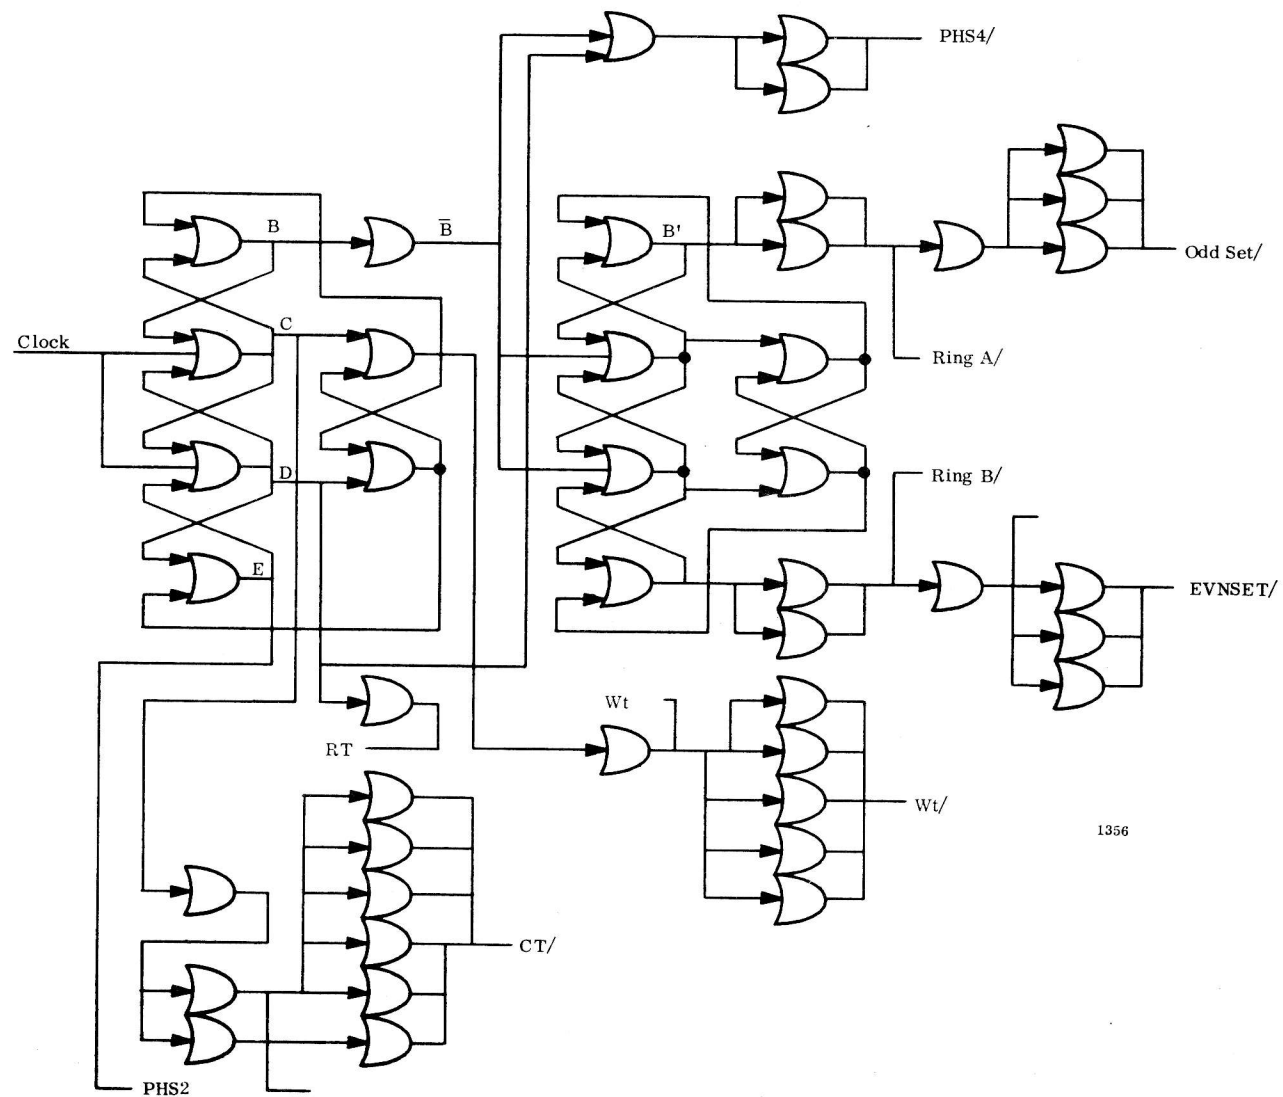 PHS4/
B
B̅
B'
Odd Set/
C
Clock
Ring A/
D
Ring B/
E
EVNSET/
Wt
RT
Wt/
1356
CT/
PHS2